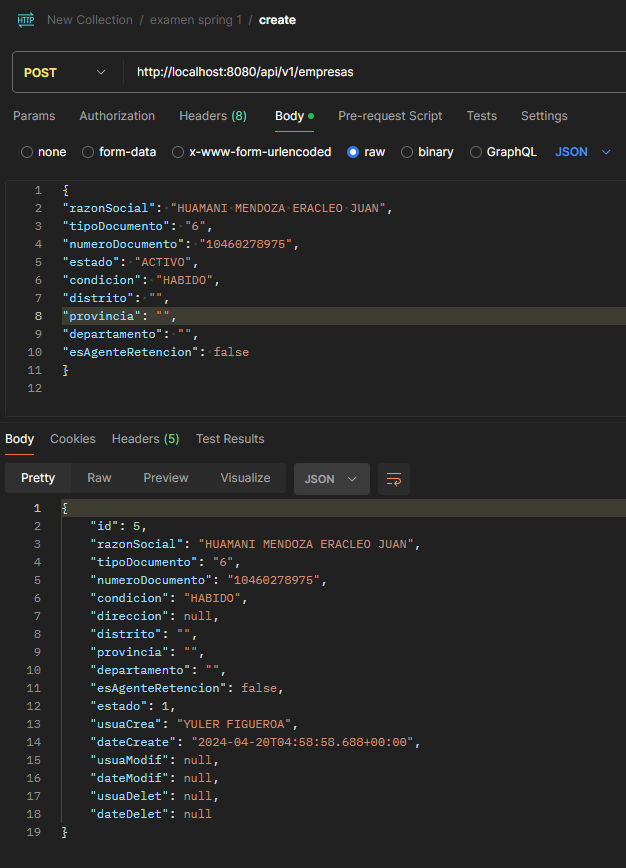 HTTP New Collection / examen spring 1 / create
POST http://localhost:8080/api/v1/empresas
Params Authorization Headers (8) Body Pre-request Script Tests Settings
none form-data x-www-form-urlencoded raw binary GraphQL JSON
1 {
2 "razonSocial": "HUAMANI MENDOZA ERACLEO JUAN",
3 "tipoDocumento": "6",
4 "numeroDocumento": "10460278975",
5 "estado": "ACTIVO",
6 "condicion": "HABIDO",
7 "distrito": "",
8 "provincia": "",
9 "departamento": "",
10 "esAgenteRetencion": false
11 }
12
Body Cookies Headers (5) Test Results
Pretty Raw Preview Visualize JSON
1 {
2 "id": 5,
3 "razonSocial": "HUAMANI MENDOZA ERACLEO JUAN",
4 "tipoDocumento": "6",
5 "numeroDocumento": "10460278975",
6 "condicion": "HABIDO",
7 "direccion": null,
8 "distrito": "",
9 "provincia": "",
10 "departamento": "",
11 "esAgenteRetencion": false,
12 "estado": 1,
13 "usuaCrea": "YULER FIGUEROA",
14 "dateCreate": "2024-04-20T04:58:58.688+00:00",
15 "usuaModif": null,
16 "dateModif": null,
17 "usuaDelet": null,
18 "dateDelet": null
19 }